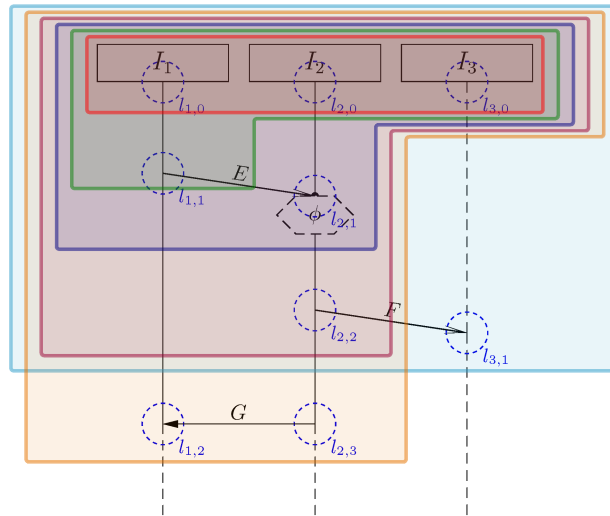 I₁ I₂ I₃
l₁,₀ l₂,₀ l₃,₀
E
l₁,₁ l₂,₁
ϕ
F
l₂,₂ l₃,₁
G
l₁,₂ l₂,₃